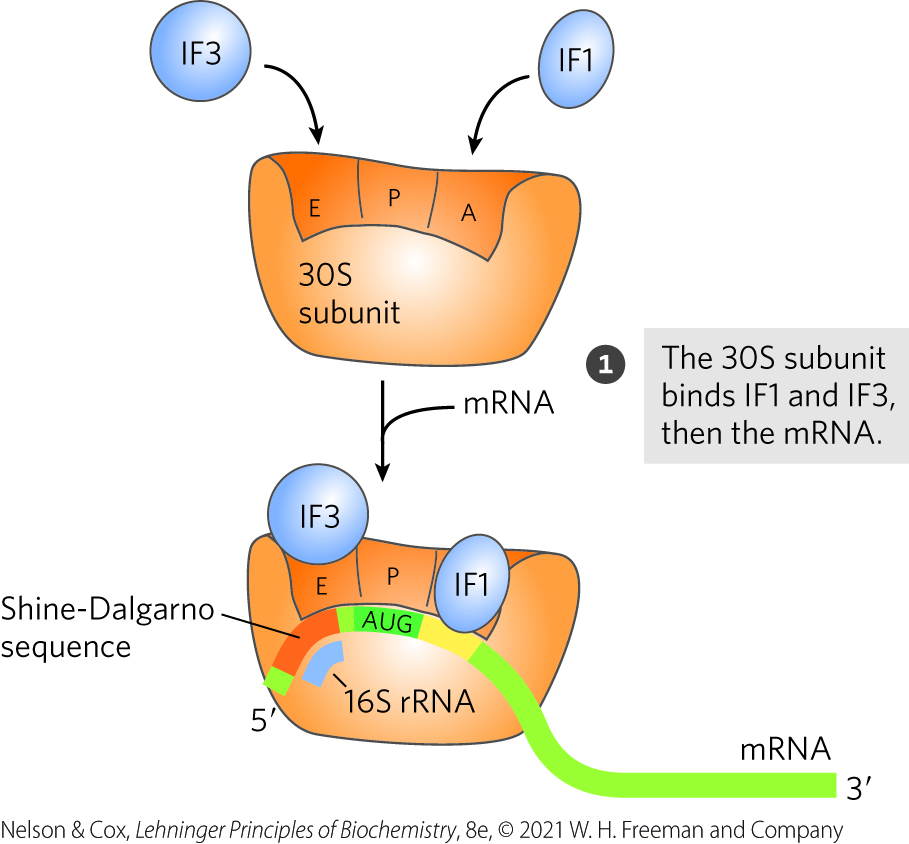 IF3
IF1
E
P
A
30S
subunit
1
The 30S subunit
binds IF1 and IF3,
then the mRNA.
mRNA
IF3
E
P
IF1
Shine-Dalgarno
sequence
AUG
16S rRNA
5′
mRNA
3′
Nelson & Cox, Lehninger Principles of Biochemistry, 8e, © 2021 W. H. Freeman and Company